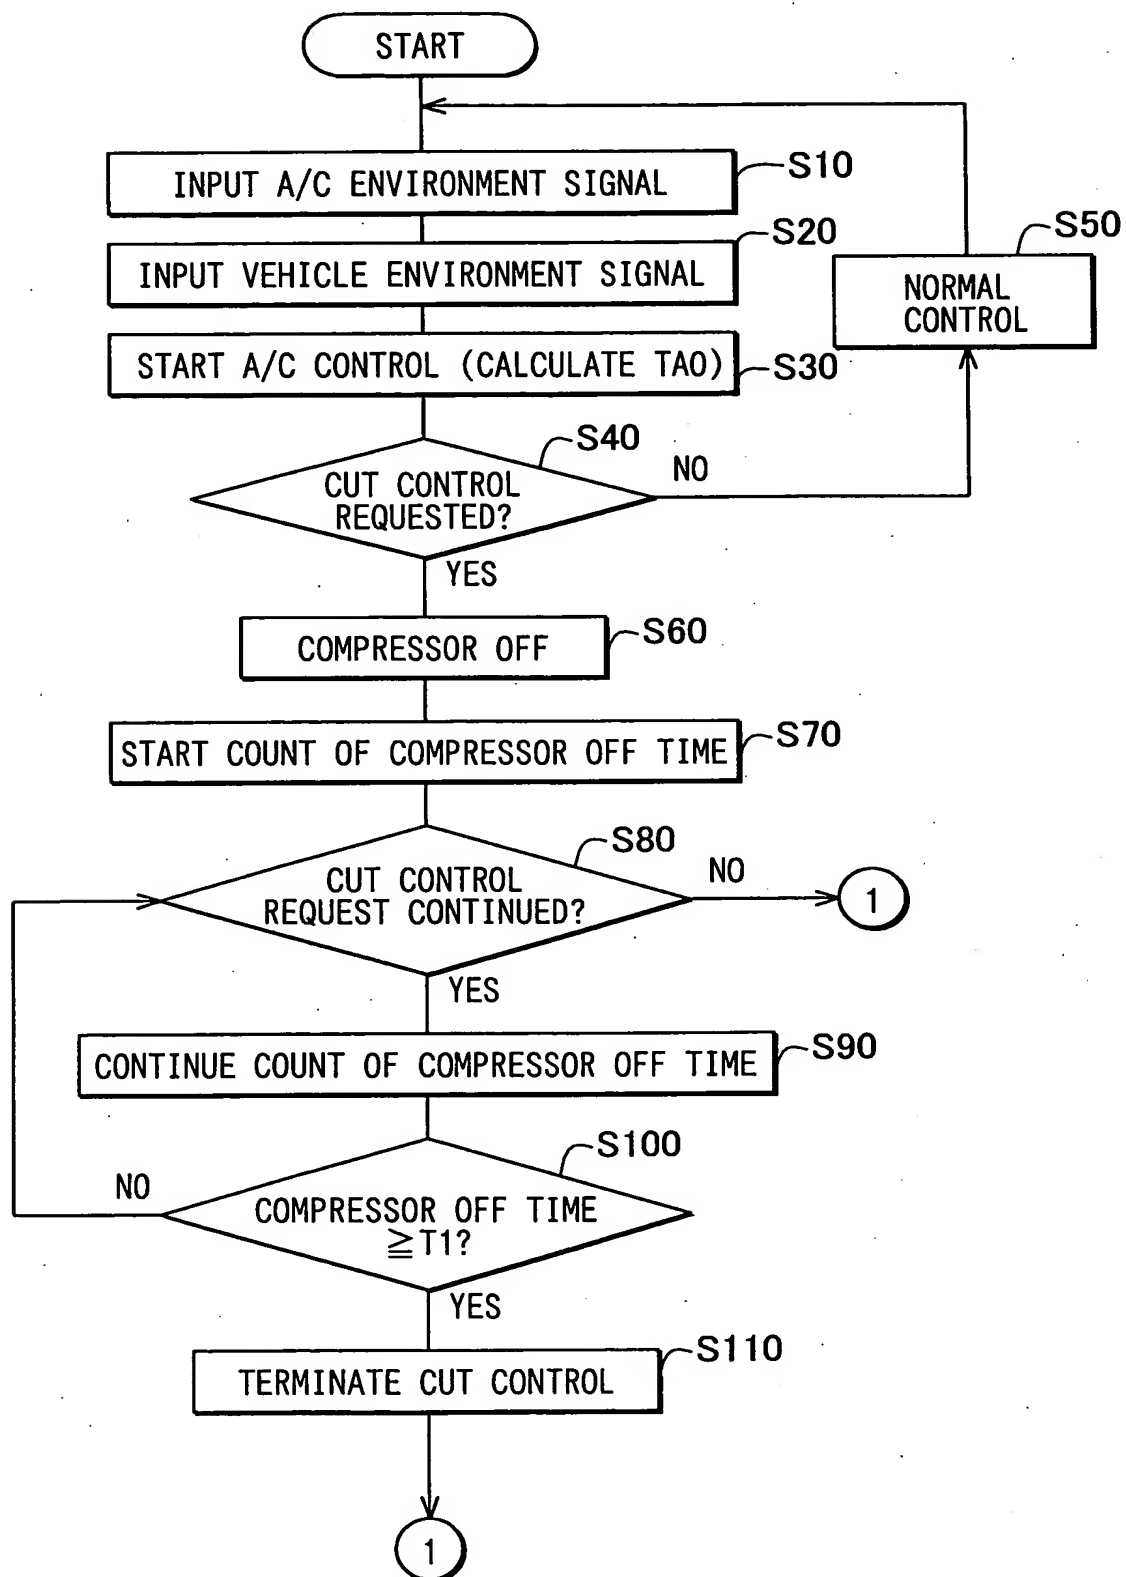 START
INPUT A/C ENVIRONMENT SIGNAL
S10
INPUT VEHICLE ENVIRONMENT SIGNAL
S20
START A/C CONTROL (CALCULATE TAO)
S30
NORMAL
CONTROL
S50
CUT CONTROL
REQUESTED?
S40
NO
YES
COMPRESSOR OFF
S60
START COUNT OF COMPRESSOR OFF TIME
S70
CUT CONTROL
REQUEST CONTINUED?
S80
NO
1
YES
CONTINUE COUNT OF COMPRESSOR OFF TIME
S90
COMPRESSOR OFF TIME
≧T1?
S100
NO
YES
TERMINATE CUT CONTROL
S110
1